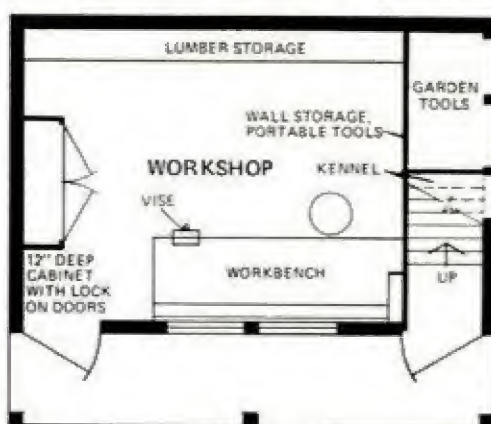 LUMBER STORAGE
GARDEN
TOOLS
WALL STORAGE,
PORTABLE TOOLS
WORKSHOP
KENNEL
VISE
12" DEEP
CABINET
WITH LOCK
ON DOORS
WORKBENCH
UP